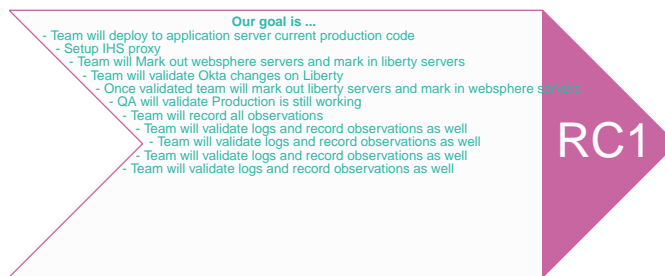 Our goal is ...
- Team will deploy to application server current production code
- Setup IHS proxy
- Team will Mark out websphere servers and mark in liberty servers
- Team will validate Okta changes on Liberty
- Once validated team will mark out liberty servers and mark in websphere servers
- QA will validate Production is still working
- Team will record all observations
- Team will validate logs and record observations as well
- Team will validate logs and record observations as well
- Team will validate logs and record observations as well
- Team will validate logs and record observations as well
RC1